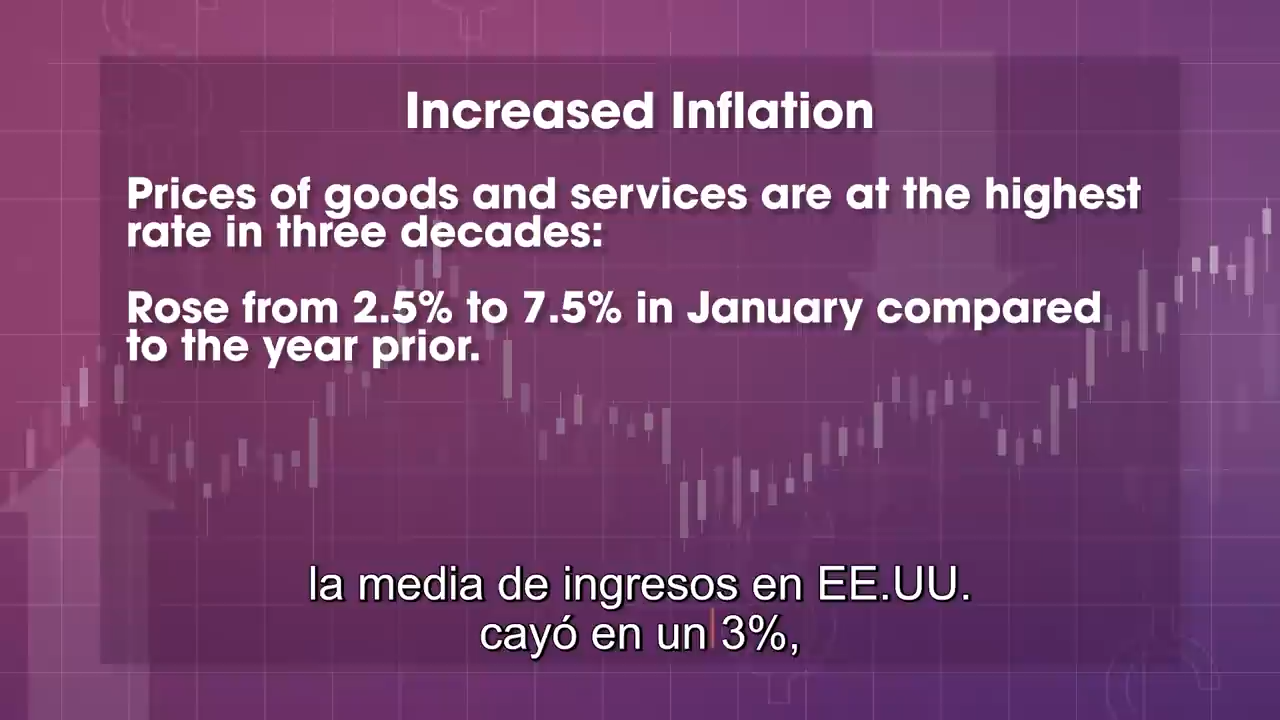 Increased Inflation
Prices of goods and services are at the highest
rate in three decades:
Rose from 2.5% to 7.5% in January compared
to the year prior.
la media de ingresos en EE.UU.
cayó en un 3%,